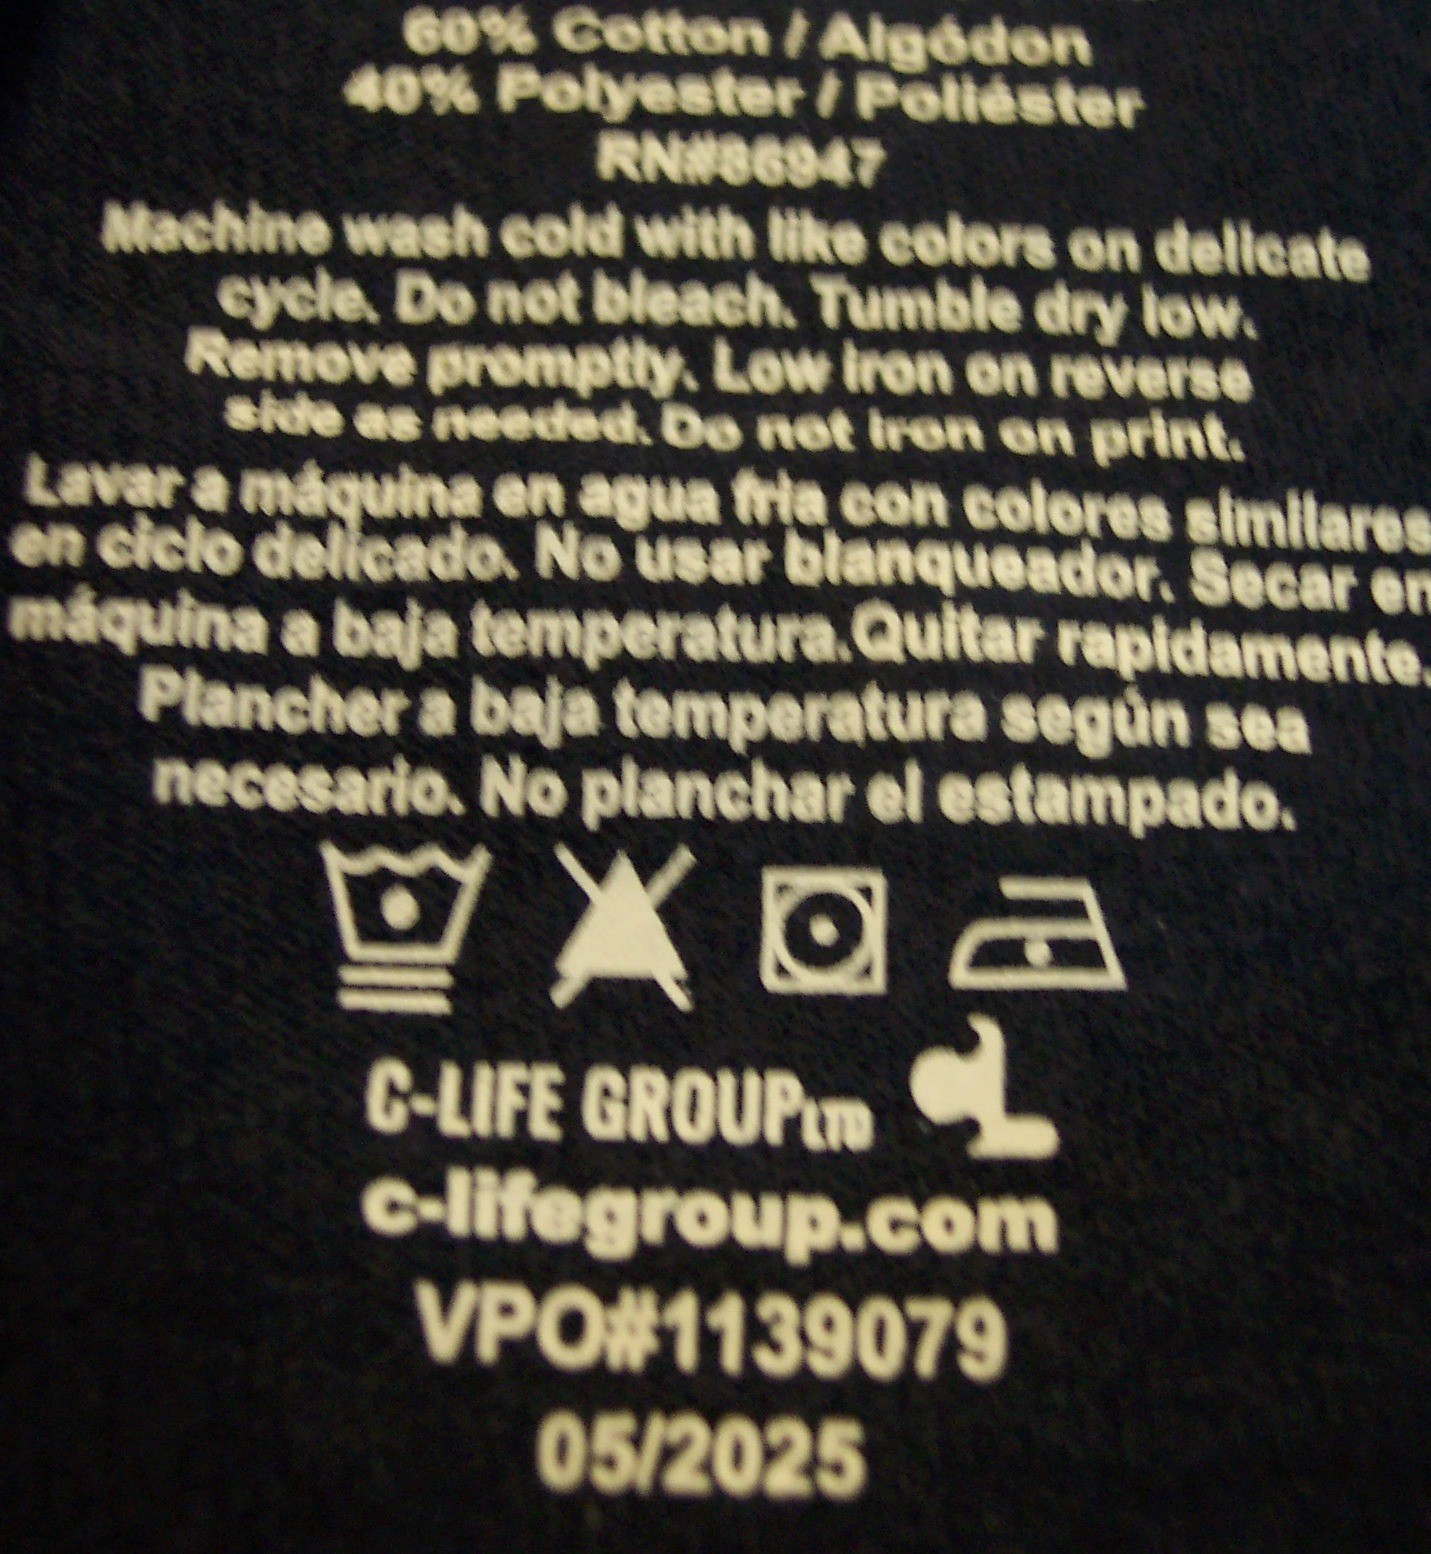 60% Cotton / Algódon
40% Polyester / Poliéster
RN#86947
Machine wash cold with like colors on delicate
cycle. Do not bleach. Tumble dry low.
Remove promptly. Low iron on reverse
side as needed. Do not iron on print.
Lavar a máquina en agua fria con colores similares
en ciclo delicado. No usar blanqueador. Secar en
máquina a baja temperatura.Quitar rapidamente.
Plancher a baja temperatura según sea
necesario. No planchar el estampado.
C-LIFE GROUP LTD
c-lifegroup.com
VPO#1139079
05/2025